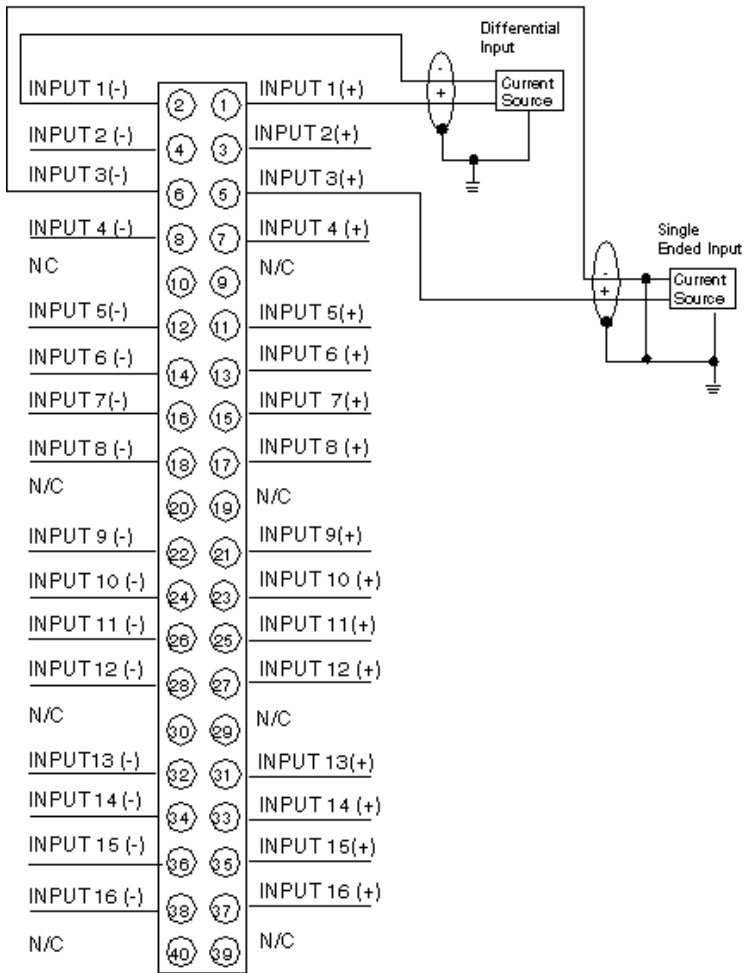 Differential
Input
- Current
+ Source
INPUT 1(-) 2 1 INPUT 1(+)
INPUT 2 (-) 4 3 INPUT 2(+)
INPUT 3(-) 6 5 INPUT 3(+)
INPUT 4 (-) 8 7 INPUT 4 (+)
Single
Ended Input
- Current
+ Source
NC 10 9 N/C
INPUT 5(-) 12 11 INPUT 5(+)
INPUT 6 (-) 14 13 INPUT 6 (+)
INPUT 7(-) 16 15 INPUT 7(+)
INPUT 8 (-) 18 17 INPUT 8 (+)
N/C 20 19 N/C
INPUT 9 (-) 22 21 INPUT 9(+)
INPUT 10 (-) 24 23 INPUT 10 (+)
INPUT 11 (-) 26 25 INPUT 11(+)
INPUT 12 (-) 28 27 INPUT 12 (+)
N/C 30 29 N/C
INPUT13 (-) 32 31 INPUT 13(+)
INPUT 14 (-) 34 33 INPUT 14 (+)
INPUT 15 (-) 36 35 INPUT 15(+)
INPUT 16 (-) 38 37 INPUT 16 (+)
N/C 40 39 N/C